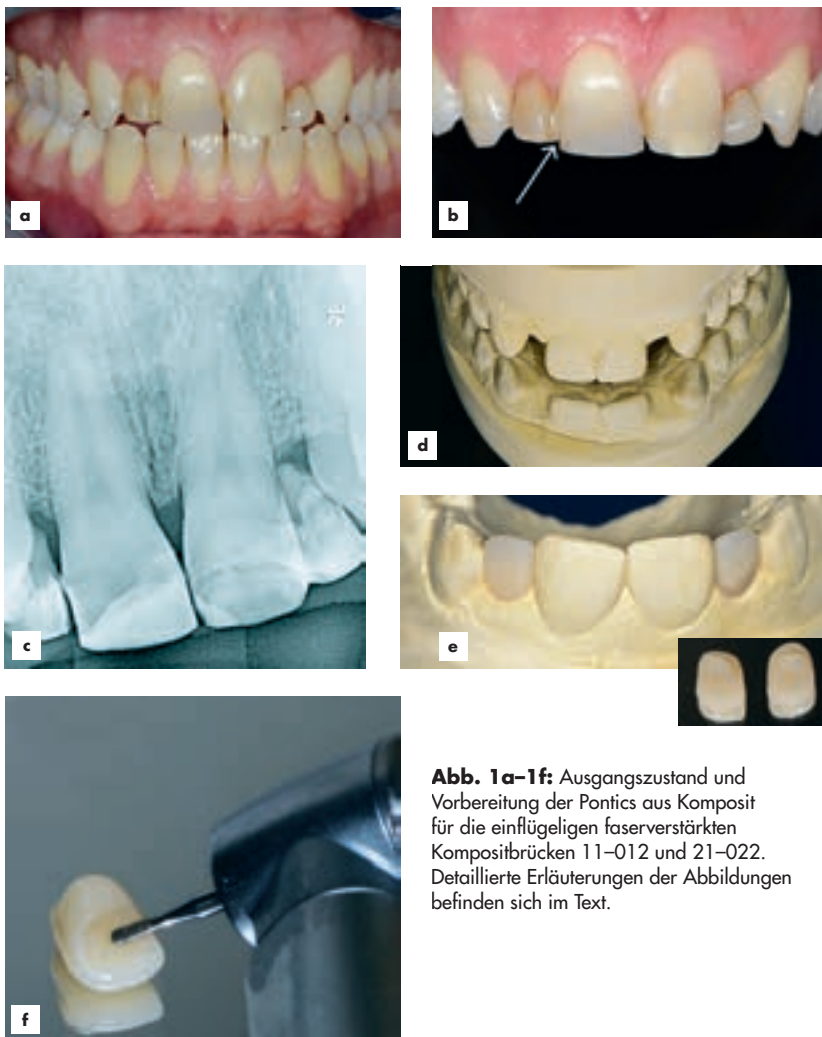 a
b
c
d
e
f
Abb. 1a–1f: Ausgangszustand und
Vorbereitung der Pontics aus Komposit
für die einflügeligen faserverstärkten
Kompositbrücken 11–012 und 21–022.
Detaillierte Erläuterungen der Abbildungen
befinden sich im Text.